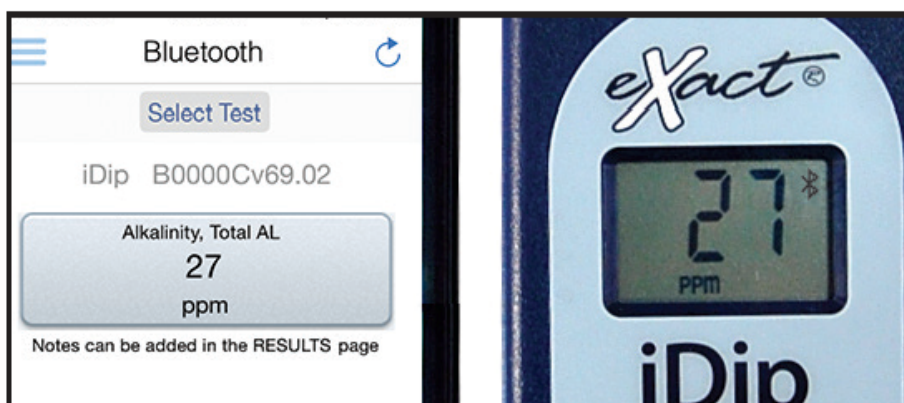 Bluetooth
Select Test
iDip B0000Cv69.02
Alkalinity, Total AL
27
ppm
Notes can be added in the RESULTS page
eXact®
27
PPM
iDip